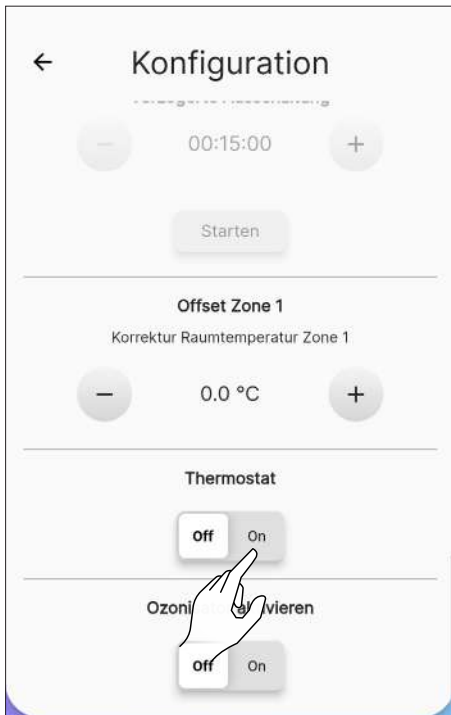 Konfiguration
00:15:00
Starten
Offset Zone 1
Korrektur Raumtemperatur Zone 1
0.0 °C
Thermostat
Off On
aktivieren
Off On